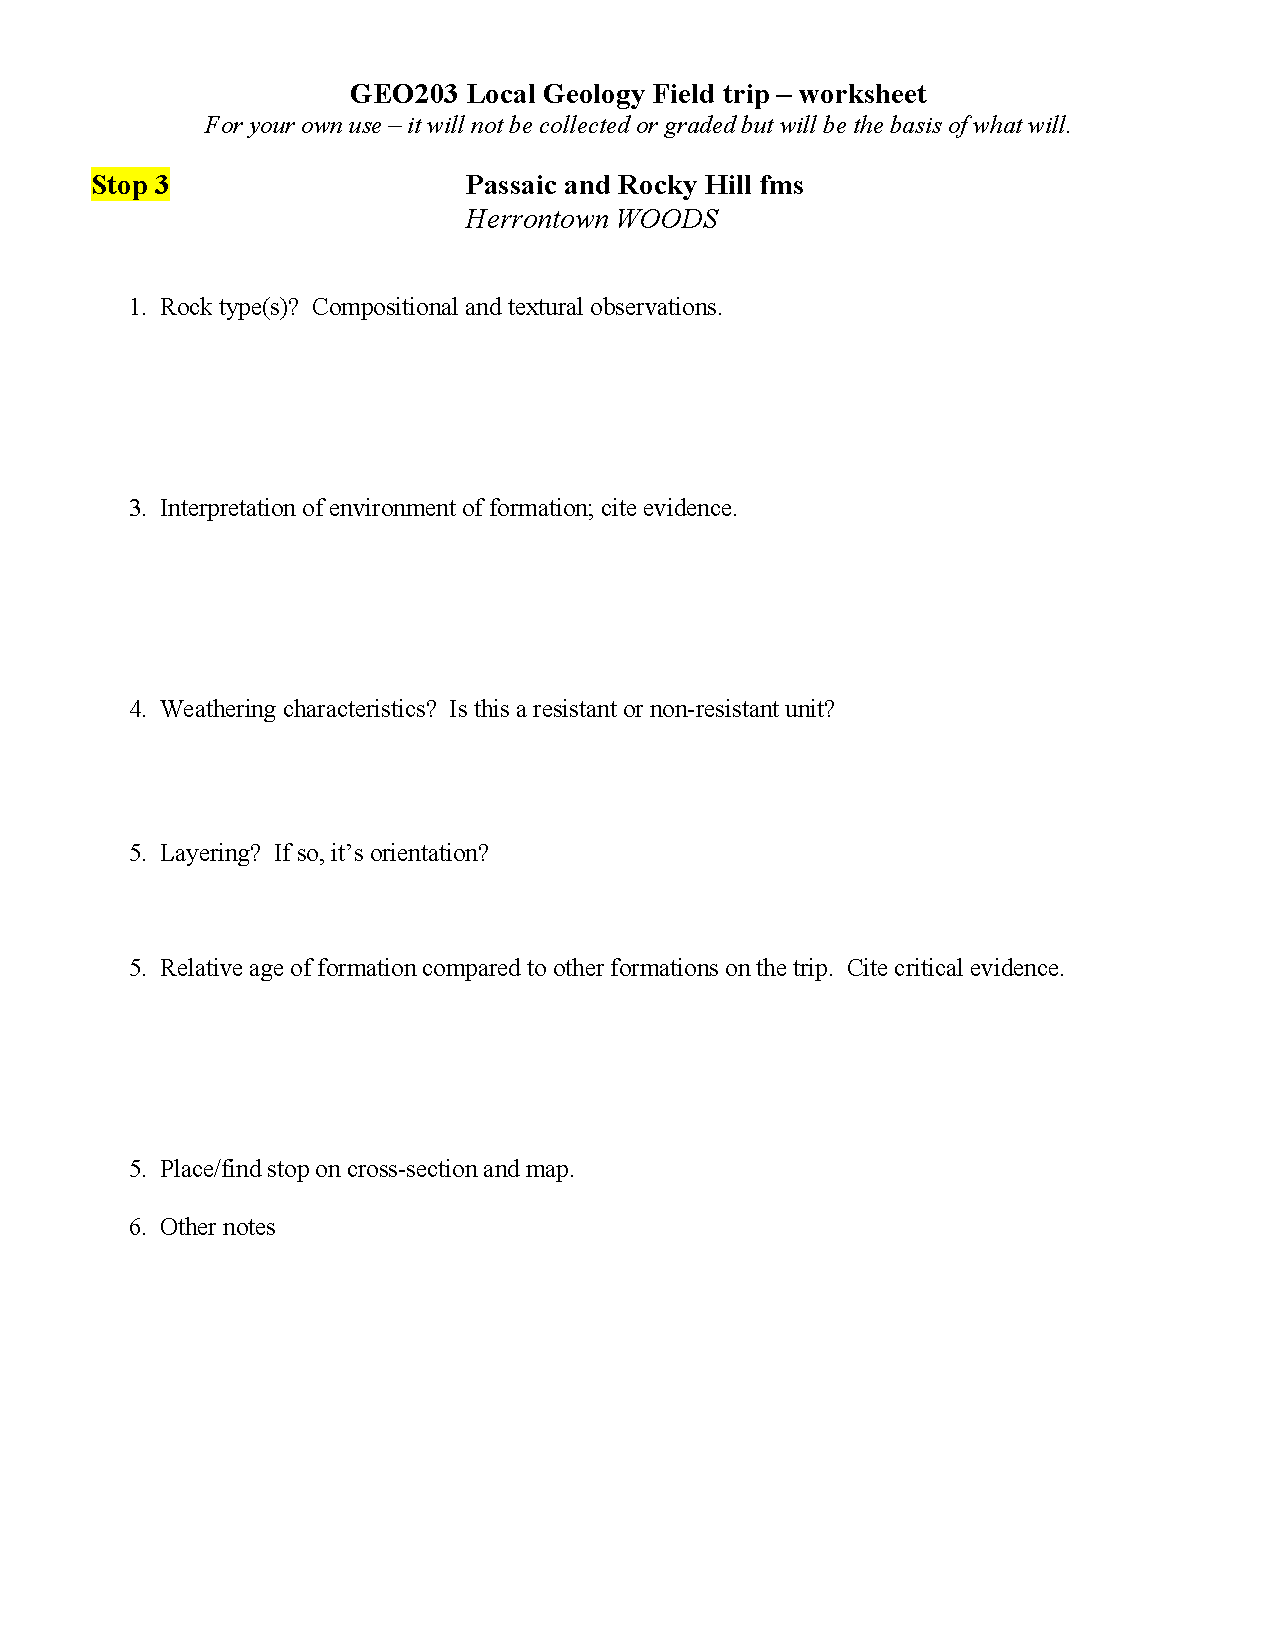 GEO203 Local Geology Field trip – worksheet
For your own use – it will not be collected or graded but will be the basis of what will.
Stop 3 Passaic and Rocky Hill fms
Herrontown WOODS
1. Rock type(s)? Compositional and textural observations.
3. Interpretation of environment of formation; cite evidence.
4. Weathering characteristics? Is this a resistant or non-resistant unit?
5. Layering? If so, it’s orientation?
5. Relative age of formation compared to other formations on the trip. Cite critical evidence.
5. Place/find stop on cross-section and map.
6. Other notes